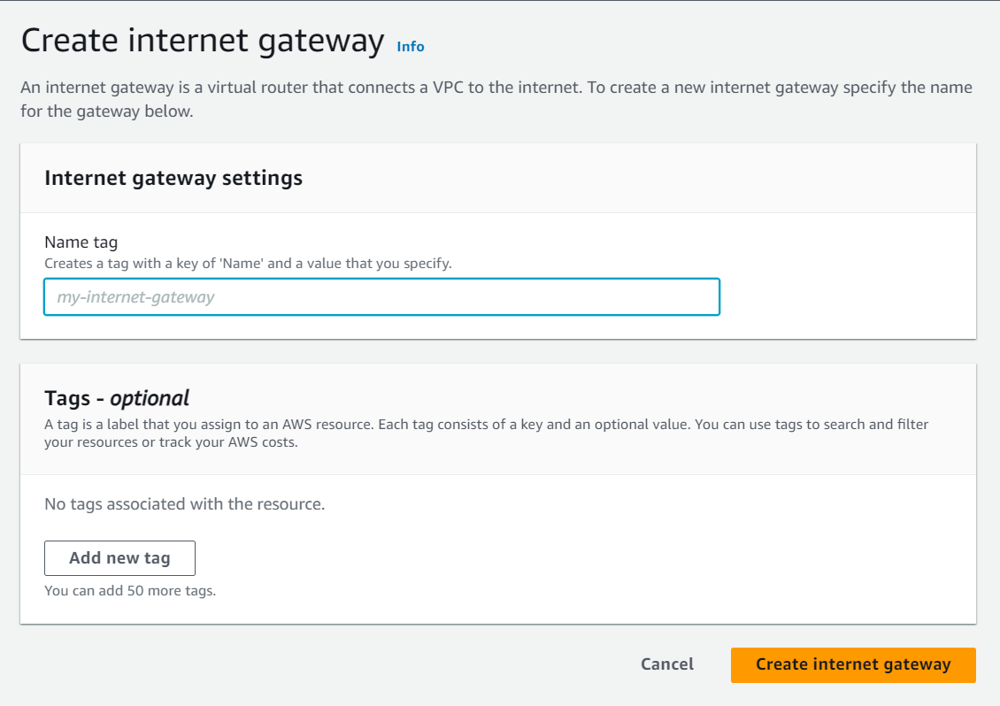 Create internet gateway Info
An internet gateway is a virtual router that connects a VPC to the internet. To create a new internet gateway specify the name
for the gateway below.
Internet gateway settings
Name tag
Creates a tag with a key of 'Name' and a value that you specify.
my-internet-gateway
Tags - optional
A tag is a label that you assign to an AWS resource. Each tag consists of a key and an optional value. You can use tags to search and filter
your resources or track your AWS costs.
No tags associated with the resource.
Add new tag
You can add 50 more tags.
Cancel Create internet gateway